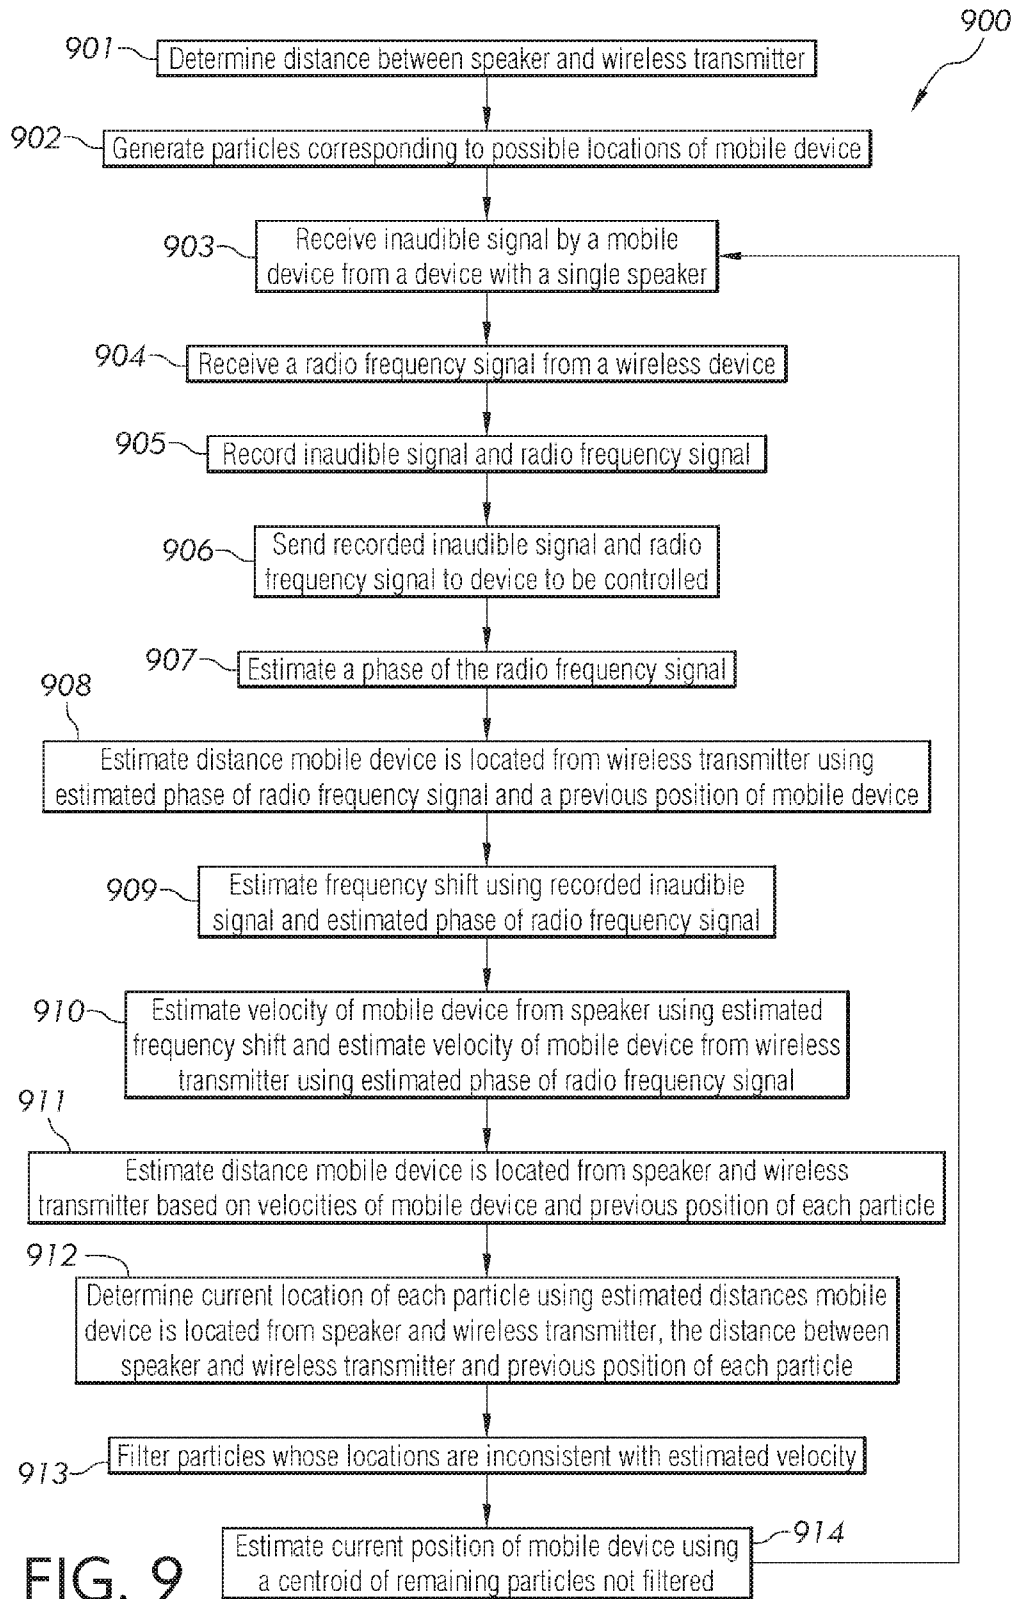 900
901
Determine distance between speaker and wireless transmitter
902
Generate particles corresponding to possible locations of mobile device
903
Receive inaudible signal by a mobile
device from a device with a single speaker
904
Receive a radio frequency signal from a wireless device
905
Record inaudible signal and radio frequency signal
906
Send recorded inaudible signal and radio
frequency signal to device to be controlled
907
Estimate a phase of the radio frequency signal
908
Estimate distance mobile device is located from wireless transmitter using
estimated phase of radio frequency signal and a previous position of mobile device
909
Estimate frequency shift using recorded inaudible
signal and estimated phase of radio frequency signal
910
Estimate velocity of mobile device from speaker using estimated
frequency shift and estimate velocity of mobile device from wireless
transmitter using estimated phase of radio frequency signal
911
Estimate distance mobile device is located from speaker and wireless
transmitter based on velocities of mobile device and previous position of each particle
912
Determine current location of each particle using estimated distances mobile
device is located from speaker and wireless transmitter, the distance between
speaker and wireless transmitter and previous position of each particle
913
Filter particles whose locations are inconsistent with estimated velocity
914
Estimate current position of mobile device using
a centroid of remaining particles not filtered
FIG. 9